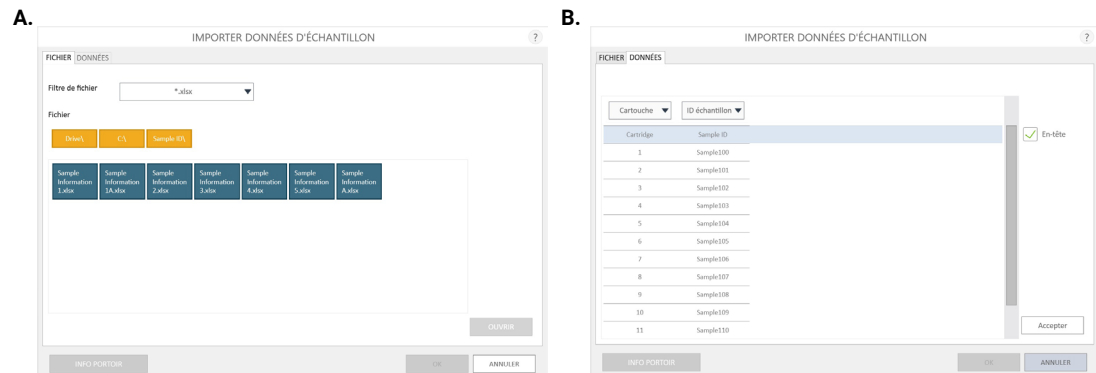 A.
IMPORTER DONNÉES D'ÉCHANTILLON
?
FICHIER DONNÉES
Filtre de fichier
*.xlsx
Fichier
Drive\ C:\ Sample ID\
Sample Information 1.xlsx
Sample Information 1A.xlsx
Sample Information 2.xlsx
Sample Information 3.xlsx
Sample Information 4.xlsx
Sample Information 5.xlsx
Sample Information A.xlsx
OUVRIR
INFO PORTOIR OK ANNULER
B.
IMPORTER DONNÉES D'ÉCHANTILLON
?
FICHIER DONNÉES
Cartouche ID échantillon
Cartridge Sample ID
En-tête
1 Sample100
2 Sample101
3 Sample102
4 Sample103
5 Sample104
6 Sample105
7 Sample106
8 Sample107
9 Sample108
10 Sample109
11 Sample110
Accepter
INFO PORTOIR OK ANNULER